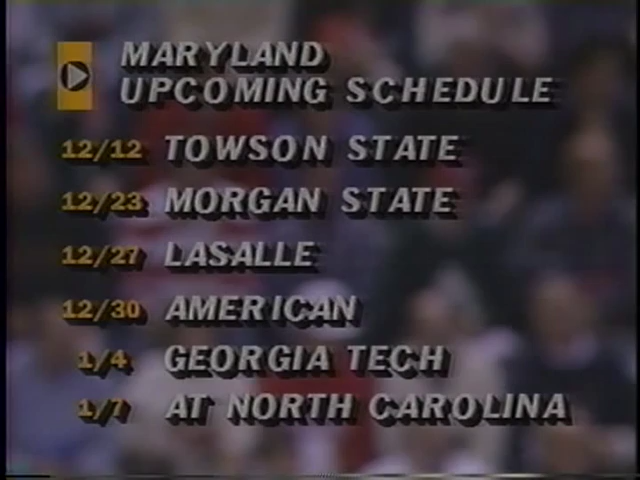 MARYLAND
UPCOMING SCHEDULE
12/12 TOWSON STATE
12/23 MORGAN STATE
12/27 LASALLE
12/30 AMERICAN
1/4 GEORGIA TECH
1/7 AT NORTH CAROLINA